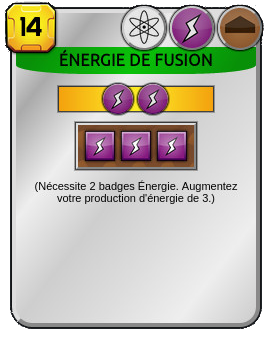 14
ÉNERGIE DE FUSION
(Nécessite 2 badges Énergie. Augmentez
votre production d'énergie de 3.)